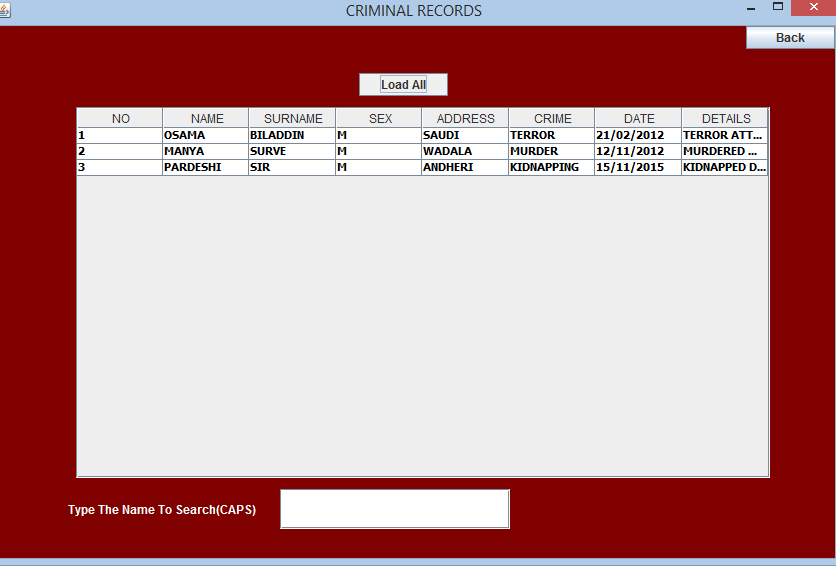 CRIMINAL RECORDS
Back
Load All
NO NAME SURNAME SEX ADDRESS CRIME DATE DETAILS
1 OSAMA BILADDIN M SAUDI TERROR 21/02/2012 TERROR ATT...
2 MANYA SURVE M WADALA MURDER 12/11/2012 MURDERED ...
3 PARDESHI SIR M ANDHERI KIDNAPPING 15/11/2015 KIDNAPPED D...
Type The Name To Search(CAPS)